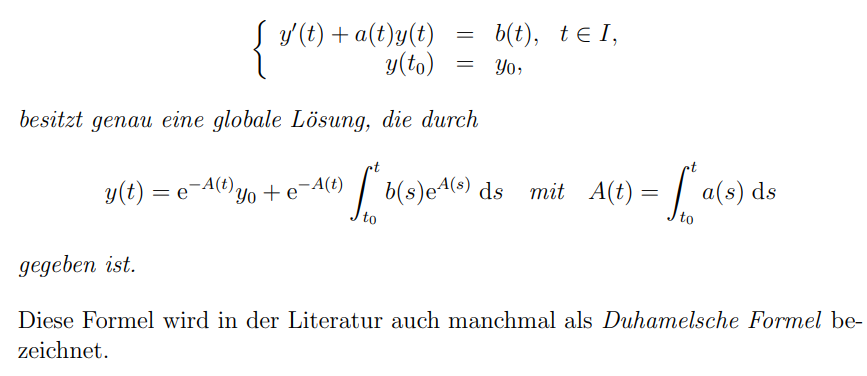 { y′(t) + a(t)y(t) = b(t), t ∈ I,
y(t₀) = y₀,
besitzt genau eine globale Lösung, die durch
y(t) = e^{−A(t)}y₀ + e^{−A(t)} ∫_{t₀}^{t} b(s)e^{A(s)} ds mit A(t) = ∫_{t₀}^{t} a(s) ds
gegeben ist.
Diese Formel wird in der Literatur auch manchmal als Duhamelsche Formel be-
zeichnet.